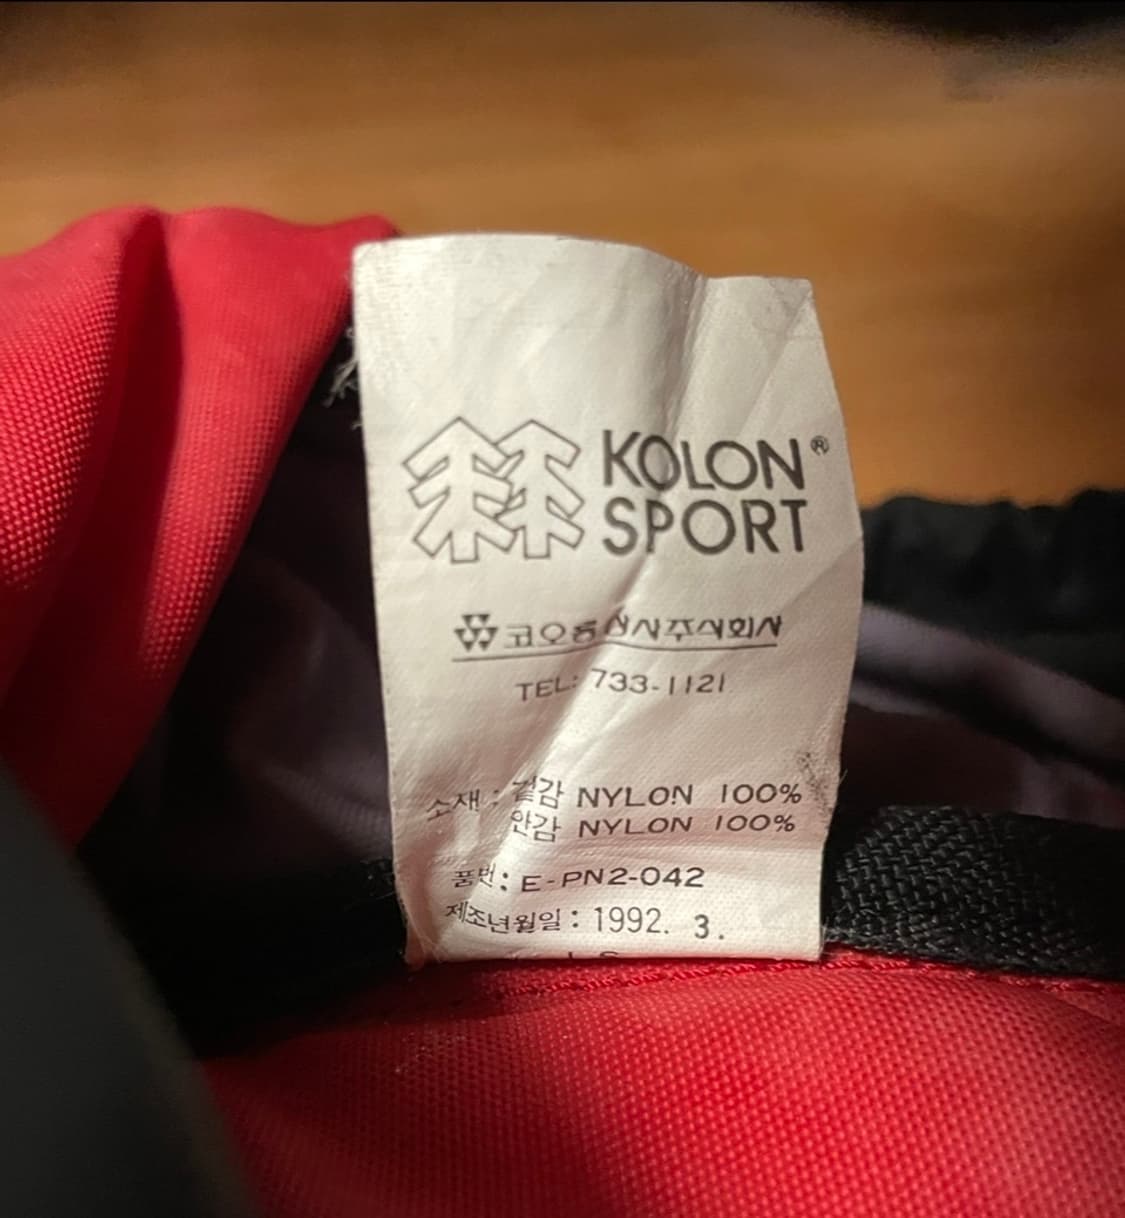 KOLON®
SPORT
코오롱상사주식회사
TEL: 733-1121
소재 : 겉감 NYLON 100%
안감 NYLON 100%
품번 : E-PN2-042
제조년월일 : 1992. 3.